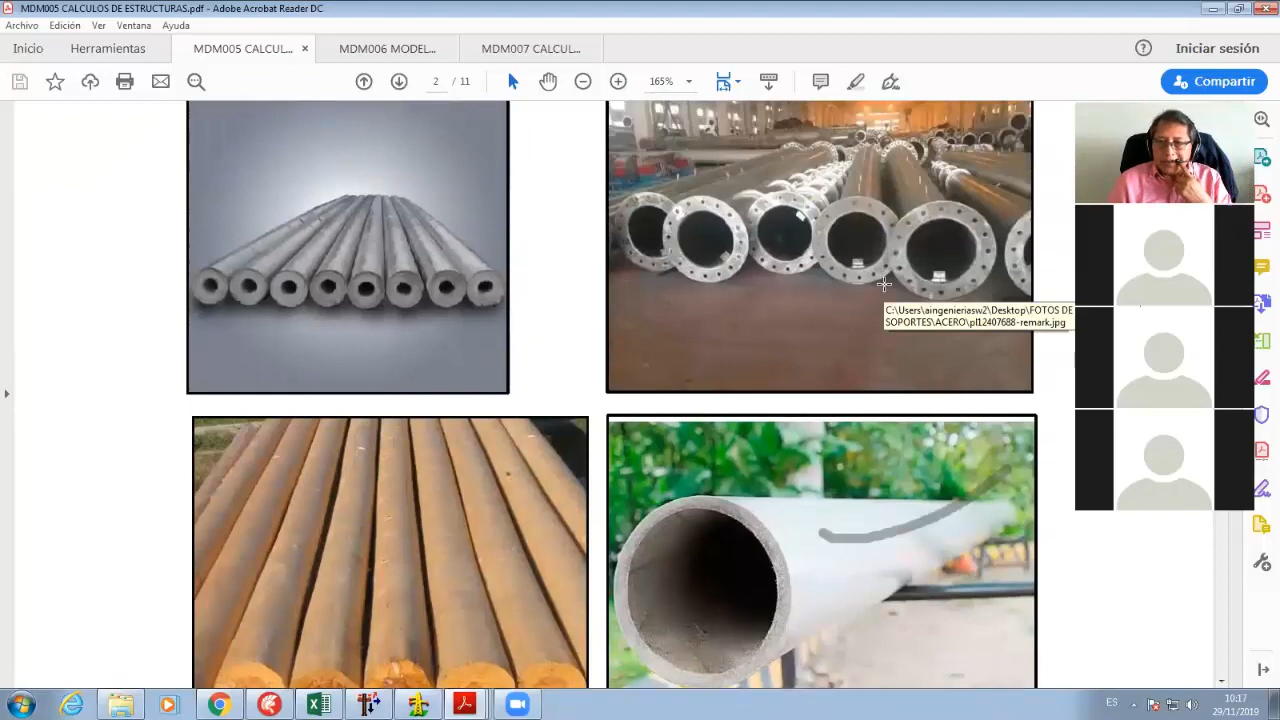 MDM005 CALCULOS DE ESTRUCTURAS.pdf - Adobe Acrobat Reader DC
Archivo Edición Ver Ventana Ayuda
Inicio Herramientas MDM005 CALCUL... × MDM006 MODEL... MDM007 CALCUL... Iniciar sesión
2 / 11 165% Compartir
C:\Users\aingenieriasw2\Desktop\FOTOS DE
SOPORTES\ACERO\pl12407688-remark.jpg
ES 10:17
29/11/2019